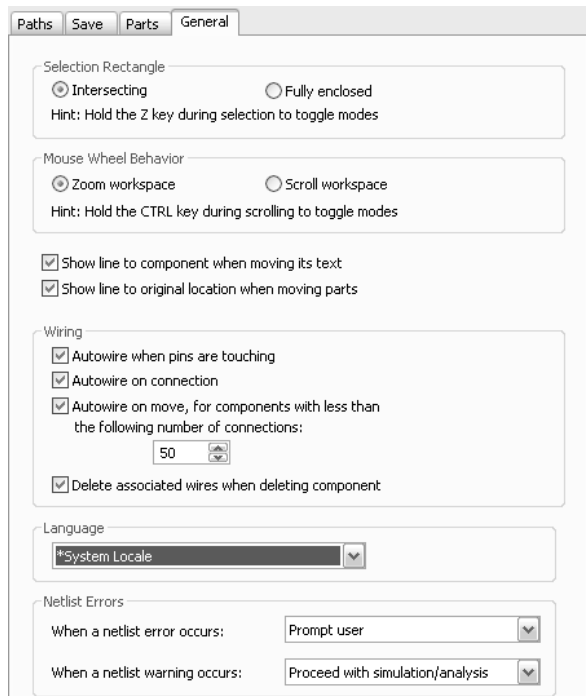 Paths Save Parts General
Selection Rectangle
Intersecting Fully enclosed
Hint: Hold the Z key during selection to toggle modes
Mouse Wheel Behavior
Zoom workspace Scroll workspace
Hint: Hold the CTRL key during scrolling to toggle modes
Show line to component when moving its text
Show line to original location when moving parts
Wiring
Autowire when pins are touching
Autowire on connection
Autowire on move, for components with less than
the following number of connections:
50
Delete associated wires when deleting component
Language
*System Locale
Netlist Errors
When a netlist error occurs: Prompt user
When a netlist warning occurs: Proceed with simulation/analysis